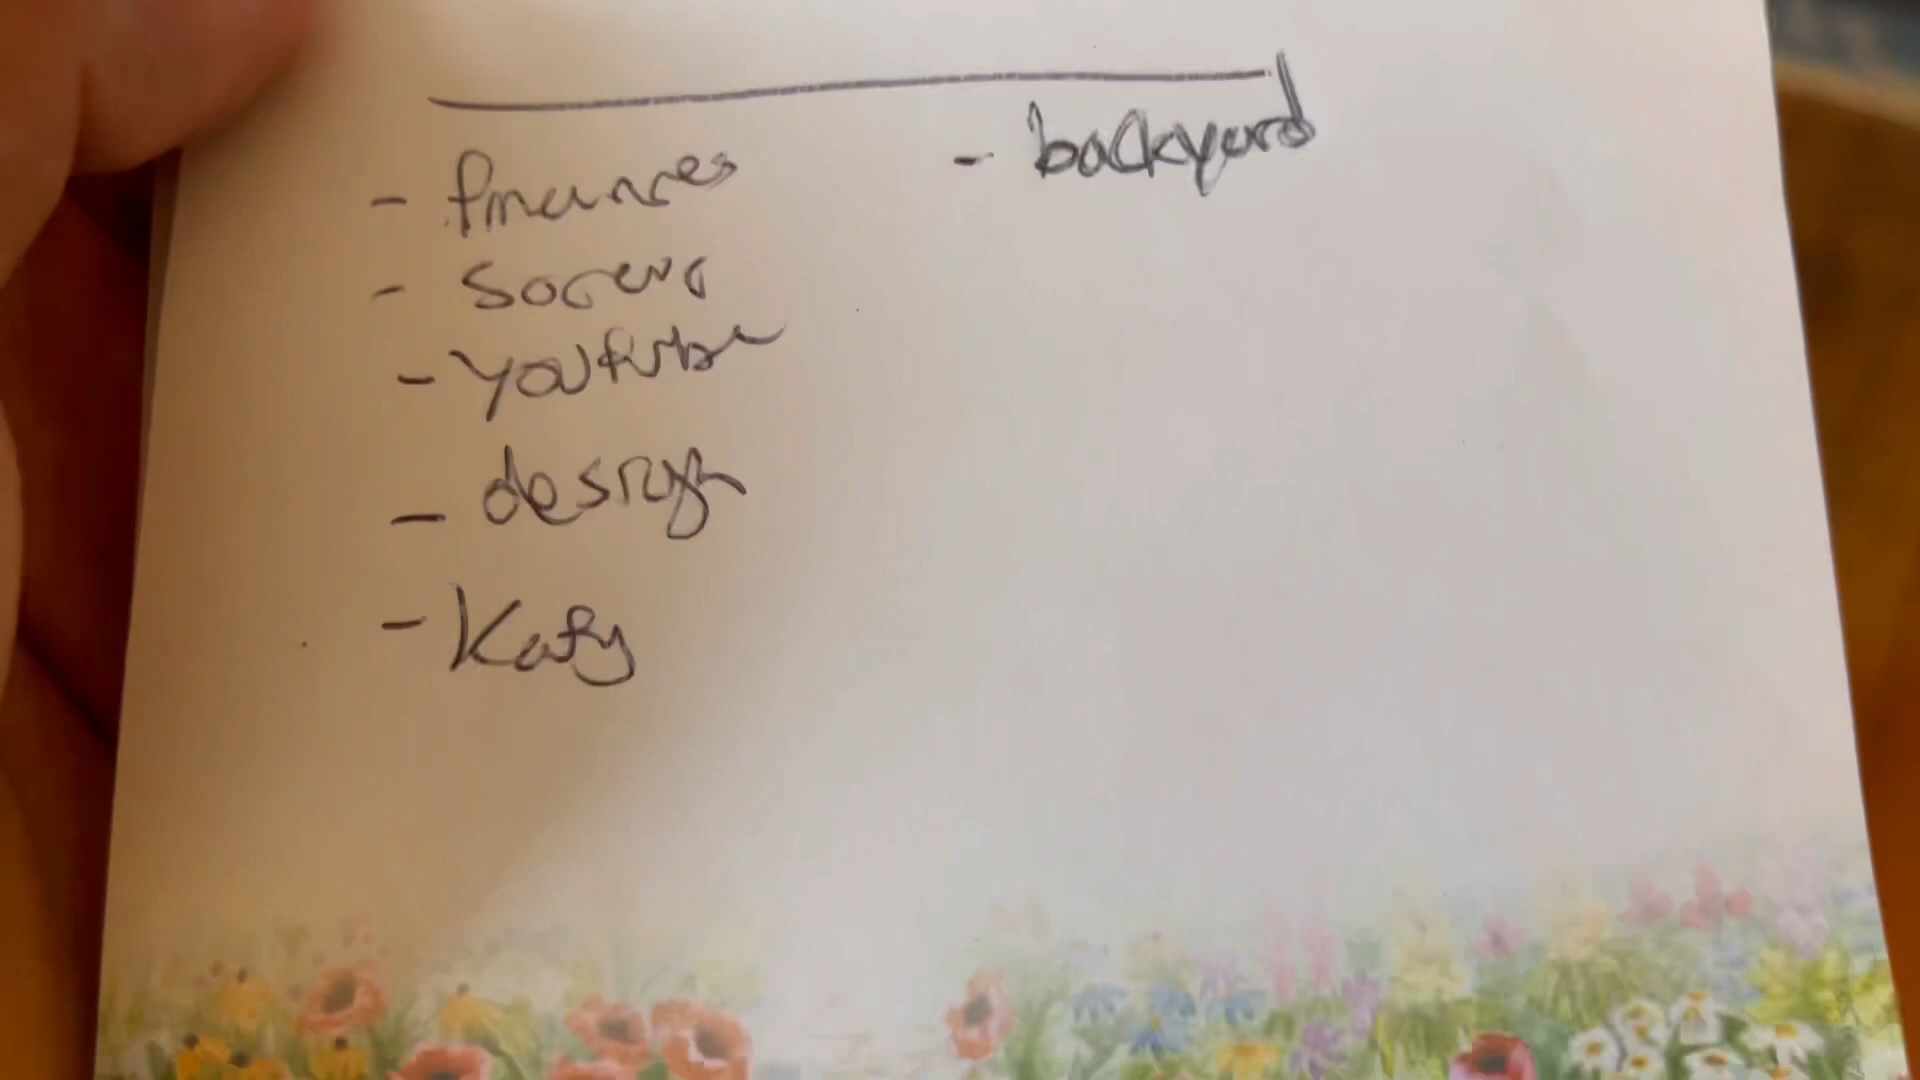 - finances
- backyard
- youtube
- design
- Katy